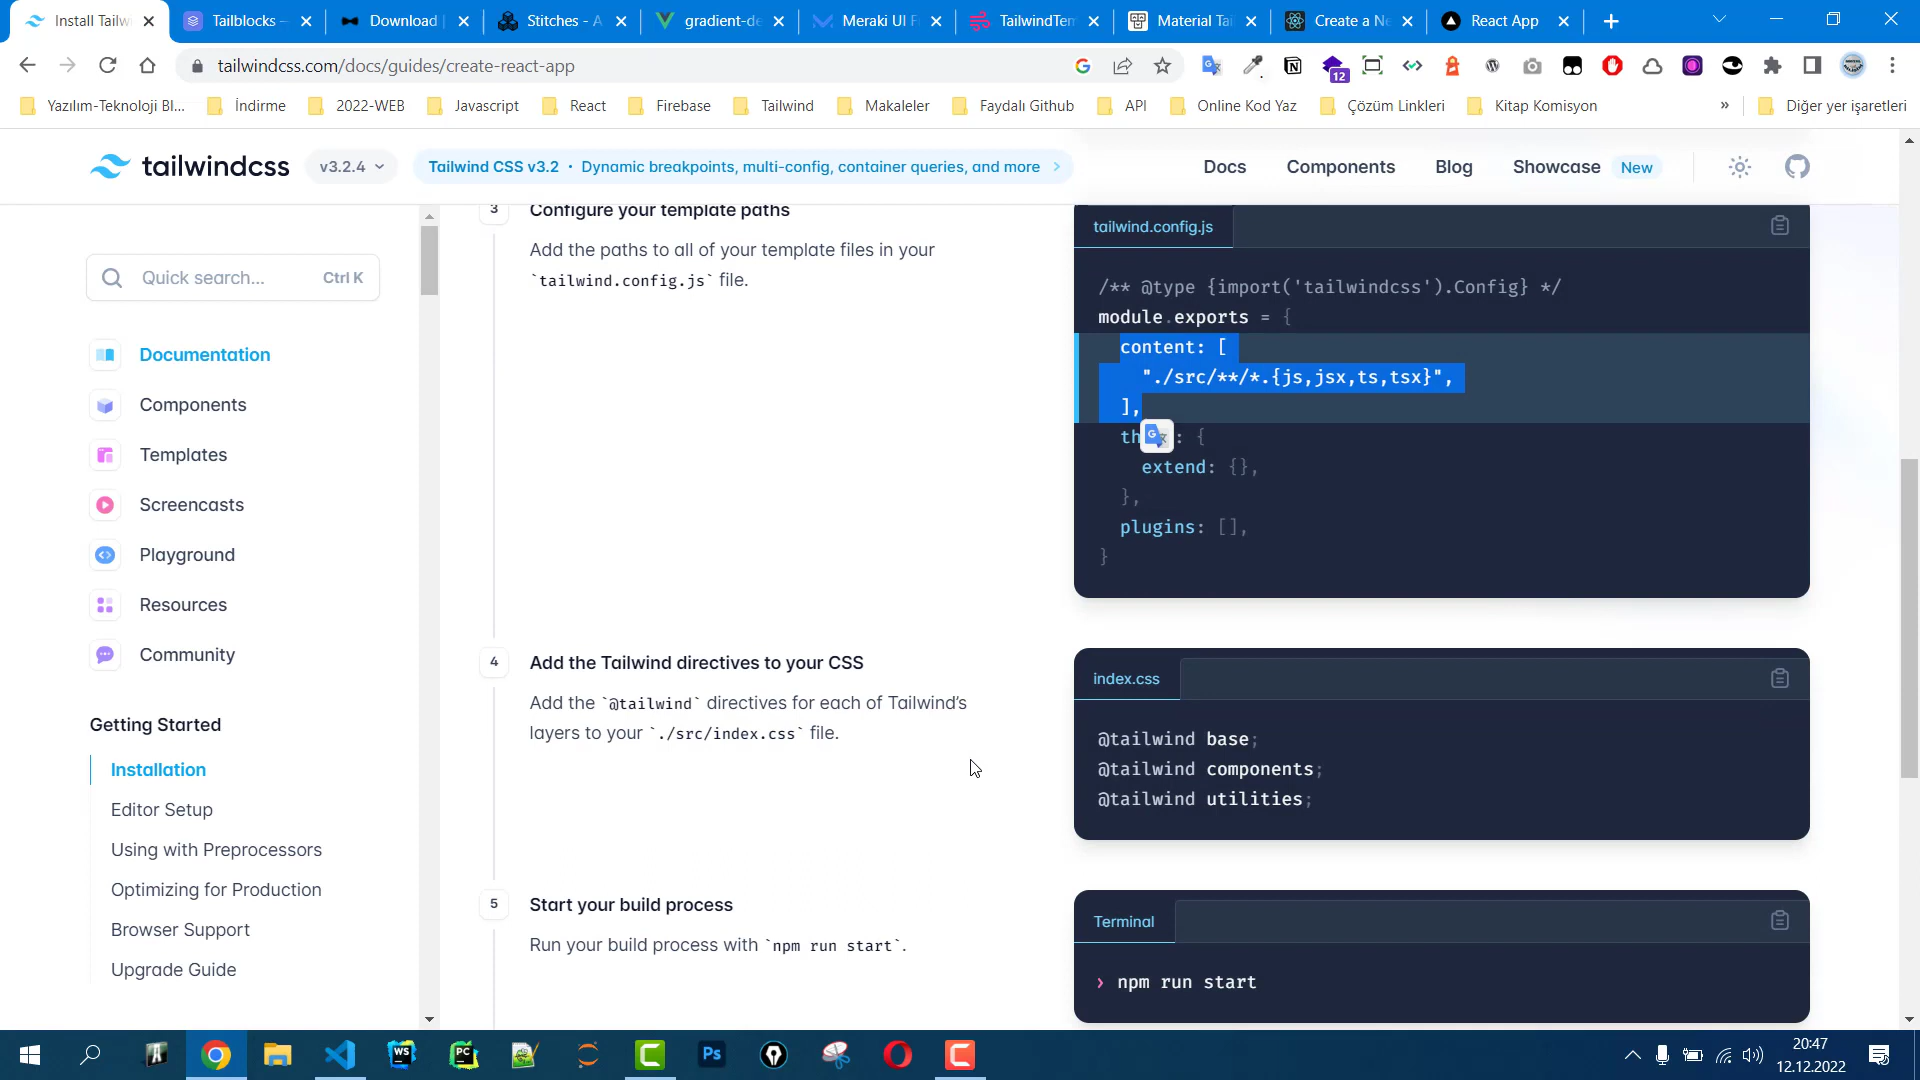 Install Tailw
Tailblocks —
Download
Stitches - A
gradient-de
Meraki UI F
TailwindTem
Material Tai
Create a Ne
React App
tailwindcss.com/docs/guides/create-react-app
12
Yazılım-Teknoloji Bl...
İndirme
2022-WEB
Javascript
React
Firebase
Tailwind
Makaleler
Faydalı Github
API
Online Kod Yaz
Çözüm Linkleri
Kitap Komisyon
»
Diğer yer işaretleri
tailwindcss
v3.2.4
Tailwind CSS v3.2 · Dynamic breakpoints, multi-config, container queries, and more
Docs
Components
Blog
Showcase
New
Quick search...
Ctrl K
Documentation
Components
Templates
Screencasts
Playground
Resources
Community
Getting Started
Installation
Editor Setup
Using with Preprocessors
Optimizing for Production
Browser Support
Upgrade Guide
3
Configure your template paths
Add the paths to all of your template files in your
`tailwind.config.js` file.
tailwind.config.js
/** @type {import('tailwindcss').Config} */
module.exports = {
content: [
"./src/**/*.{js,jsx,ts,tsx}",
],
th : {
extend: {},
},
plugins: [],
}
4
Add the Tailwind directives to your CSS
Add the `@tailwind` directives for each of Tailwind’s
layers to your `./src/index.css` file.
index.css
@tailwind base;
@tailwind components;
@tailwind utilities;
5
Start your build process
Run your build process with `npm run start`.
Terminal
› npm run start
WS
PC
Ps
20:47
12.12.2022